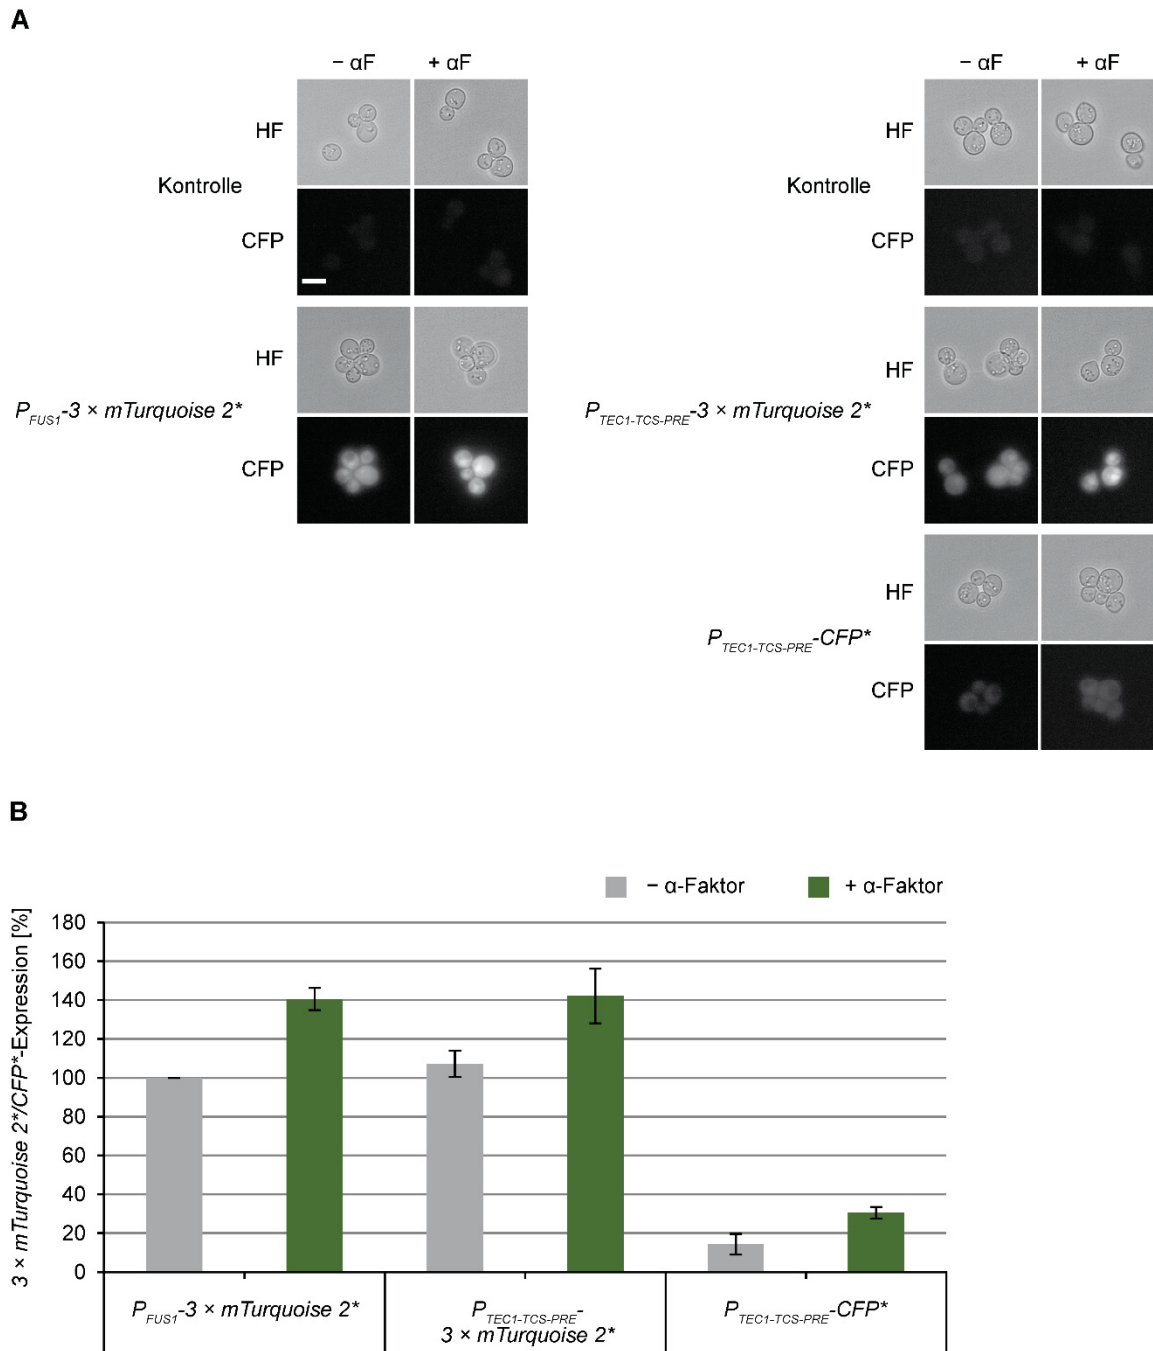 A
− αF + αF
HF
Kontrolle
CFP
HF
P_FUS1-3 × mTurquoise 2*
CFP
− αF + αF
HF
Kontrolle
CFP
HF
P_TEC1-TCS-PRE-3 × mTurquoise 2*
CFP
HF
P_TEC1-TCS-PRE-CFP*
CFP
B
− α-Faktor + α-Faktor
3 × mTurquoise 2*/CFP*-Expression [%]
180
160
140
120
100
80
60
40
20
0
P_FUS1-3 × mTurquoise 2*
P_TEC1-TCS-PRE-
3 × mTurquoise 2*
P_TEC1-TCS-PRE-CFP*